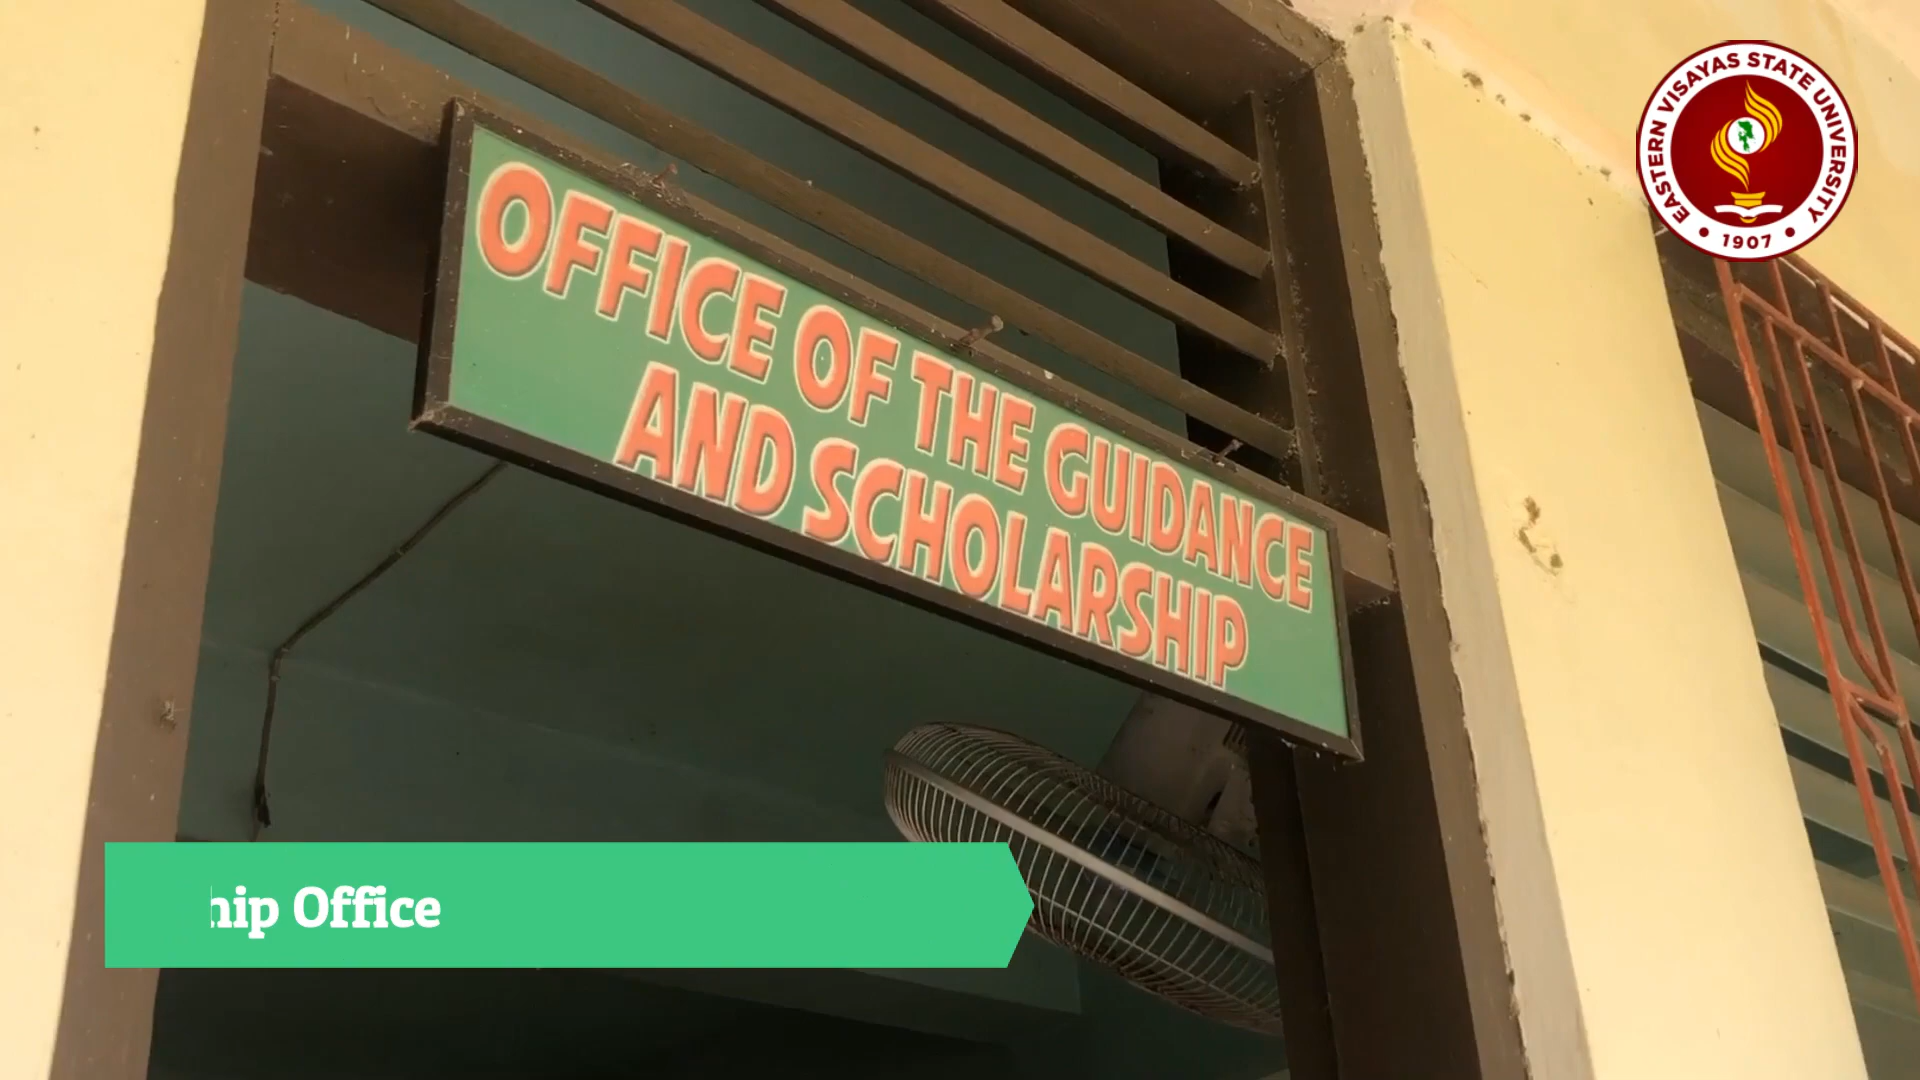 OFFICE OF THE GUIDANCE
AND SCHOLARSHIP
EASTERN VISAYAS STATE UNIVERSITY
• 1907 •
hip Office